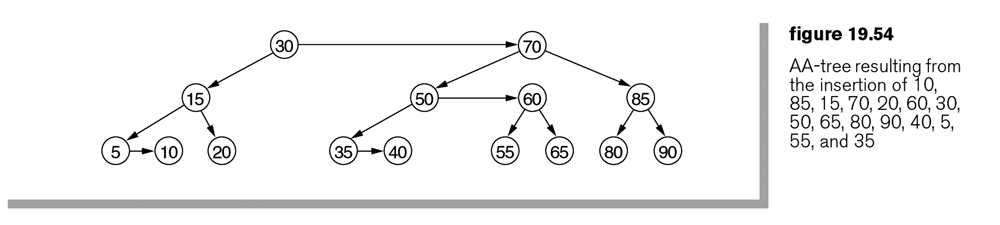 30 70
15 50 60 85
5 10 20 35 40 55 65 80 90
figure 19.54
AA-tree resulting from
the insertion of 10,
85, 15, 70, 20, 60, 30,
50, 65, 80, 90, 40, 5,
55, and 35